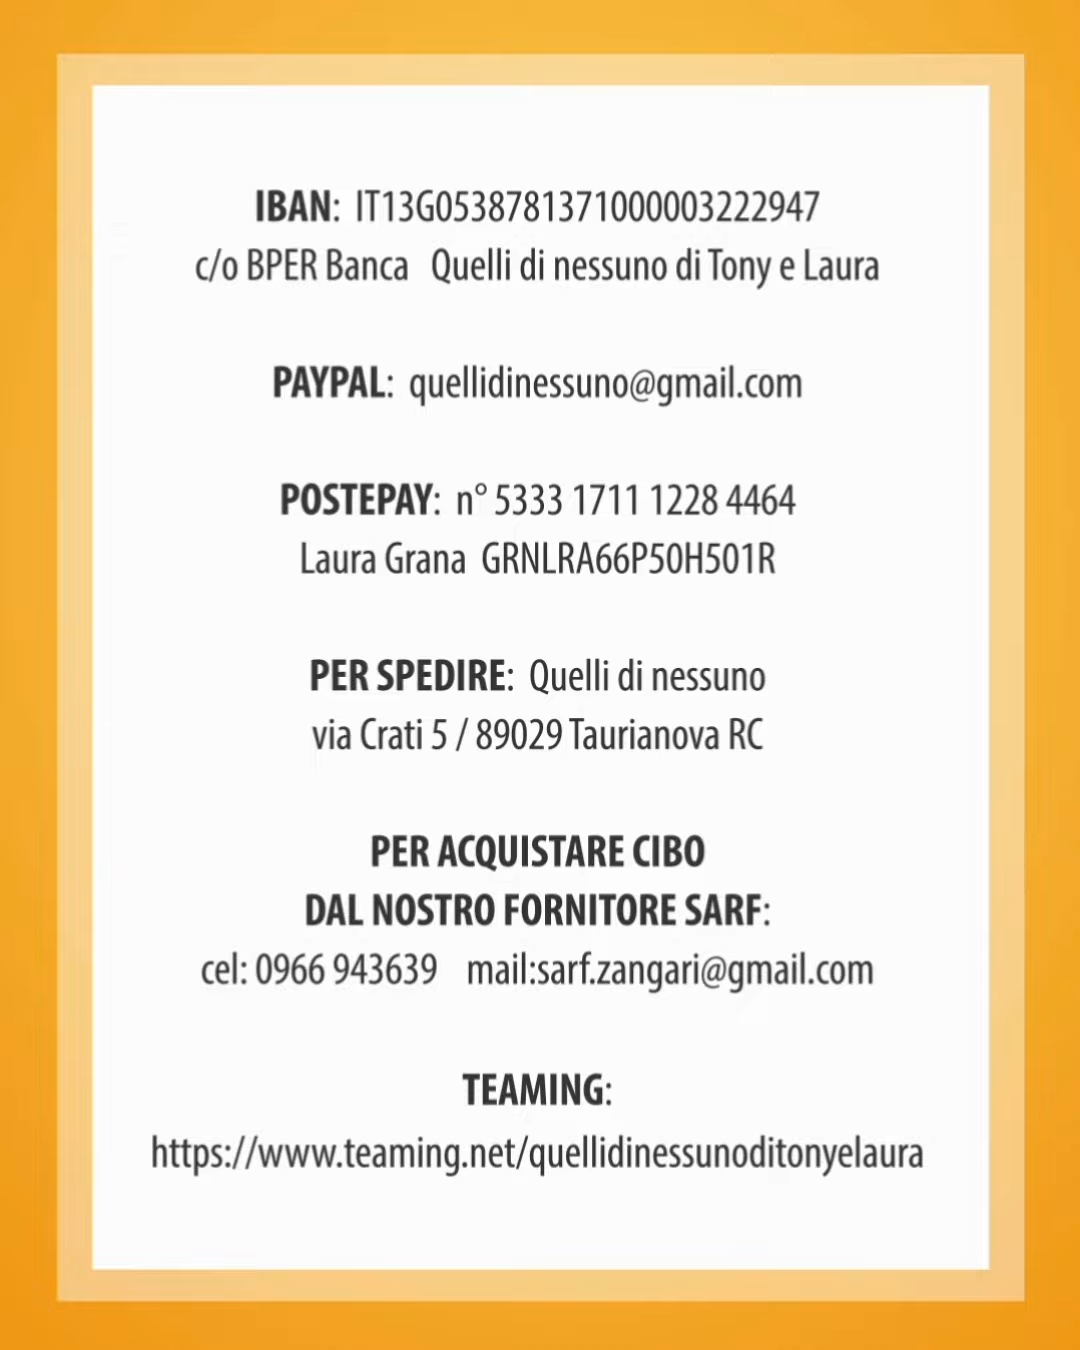 IBAN: IT13G0538781371000003222947
c/o BPER Banca Quelli di nessuno di Tony e Laura
PAYPAL: quellidinessuno@gmail.com
POSTEPAY: n° 5333 1711 1228 4464
Laura Grana GRNLRA66P50H501R
PER SPEDIRE: Quelli di nessuno
via Crati 5 / 89029 Taurianova RC
PER ACQUISTARE CIBO
DAL NOSTRO FORNITORE SARF:
cel: 0966 943639 mail:sarf.zangari@gmail.com
TEAMING:
https://www.teaming.net/quellidinessunoditonyelaura